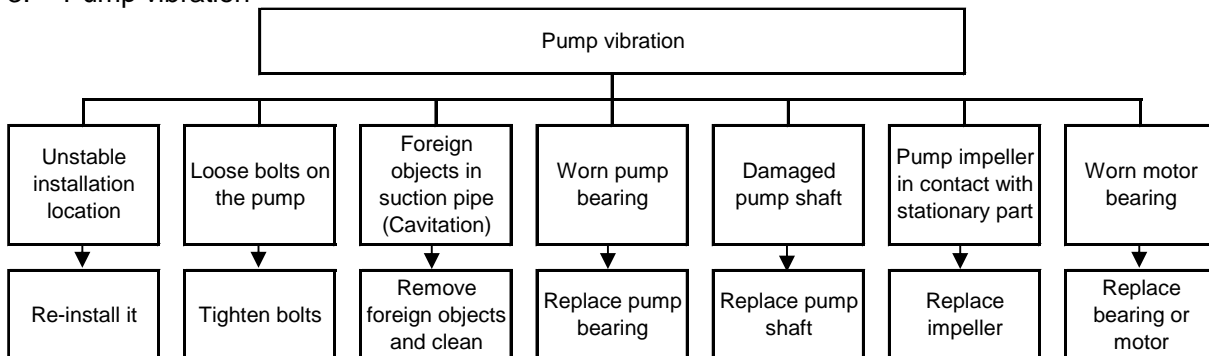 Pump vibration
Pump vibration
Unstable
installation
location
Loose bolts on
the pump
Foreign
objects in
suction pipe
(Cavitation)
Worn pump
bearing
Damaged
pump shaft
Pump impeller
in contact with
stationary part
Worn motor
bearing
Re-install it
Tighten bolts
Remove
foreign objects
and clean
Replace pump
bearing
Replace pump
shaft
Replace
impeller
Replace
bearing or
motor